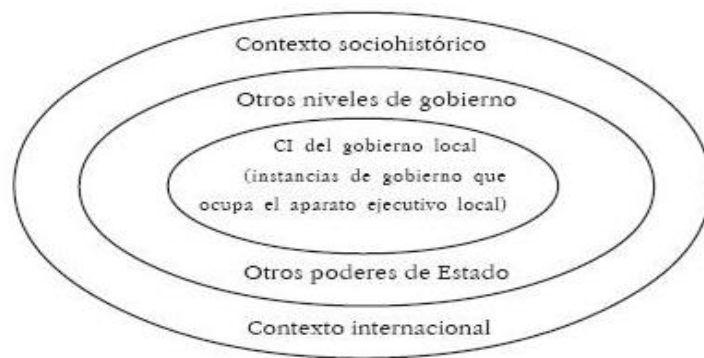 Contexto sociohistórico
Otros niveles de gobierno
CI del gobierno local
(instancias de gobierno que
ocupa el aparato ejecutivo local)
Otros poderes de Estado
Contexto internacional